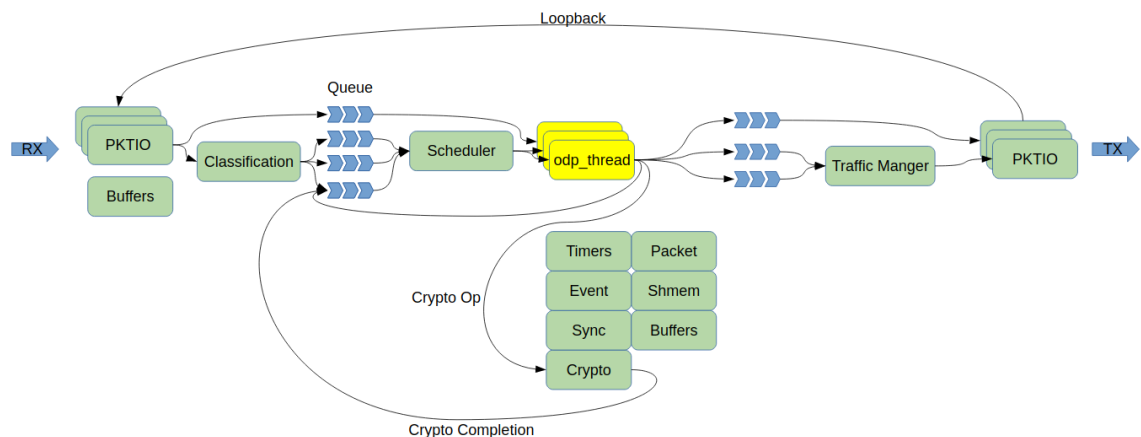 Loopback
Queue
RX
PKTIO
Classification
Buffers
Scheduler
odp_thread
Traffic Manger
PKTIO
TX
Timers
Packet
Event
Shmem
Sync
Buffers
Crypto
Crypto Op
Crypto Completion